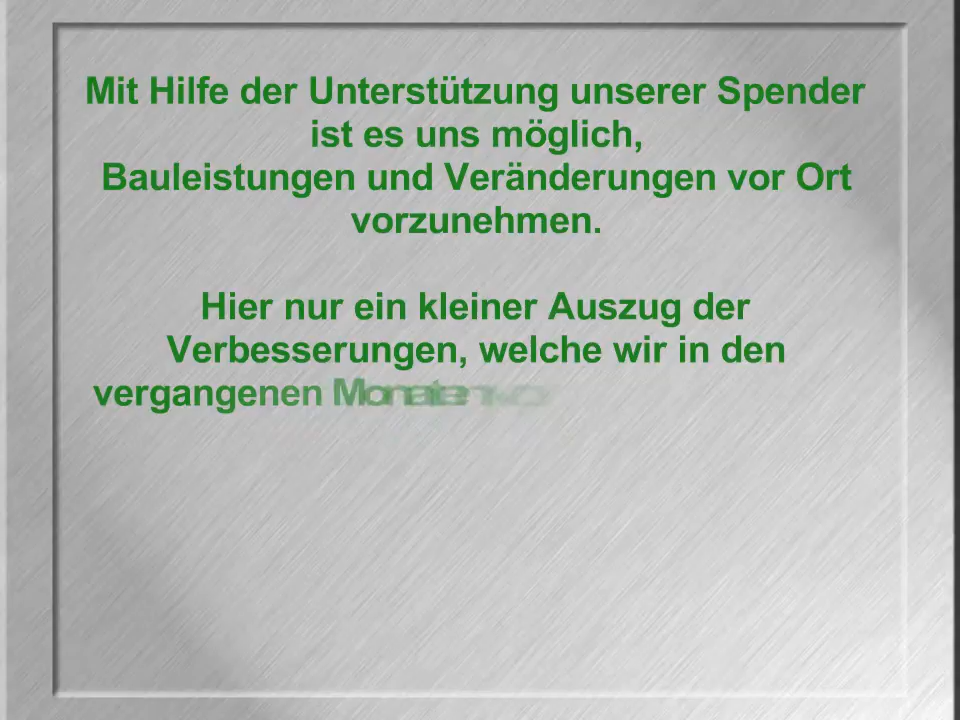 Mit Hilfe der Unterstützung unserer Spender
ist es uns möglich,
Bauleistungen und Veränderungen vor Ort
vorzunehmen.
Hier nur ein kleiner Auszug der
Verbesserungen, welche wir in den
vergangenen Monaten